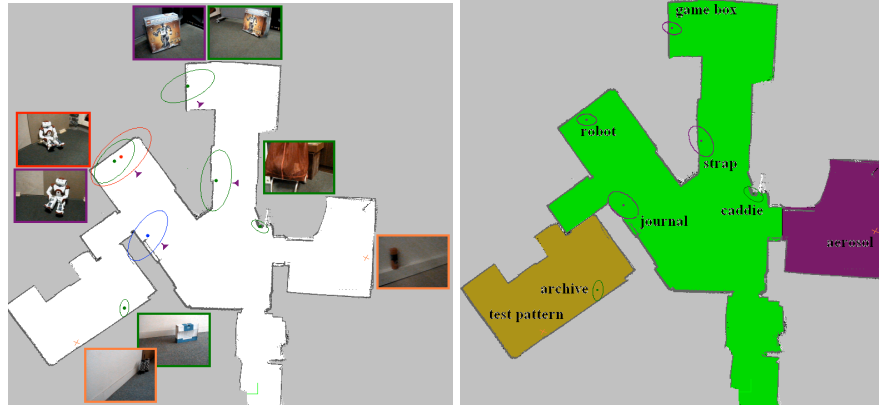 game box
robot
strap
caddie
journal
aerosol
archive
test pattern